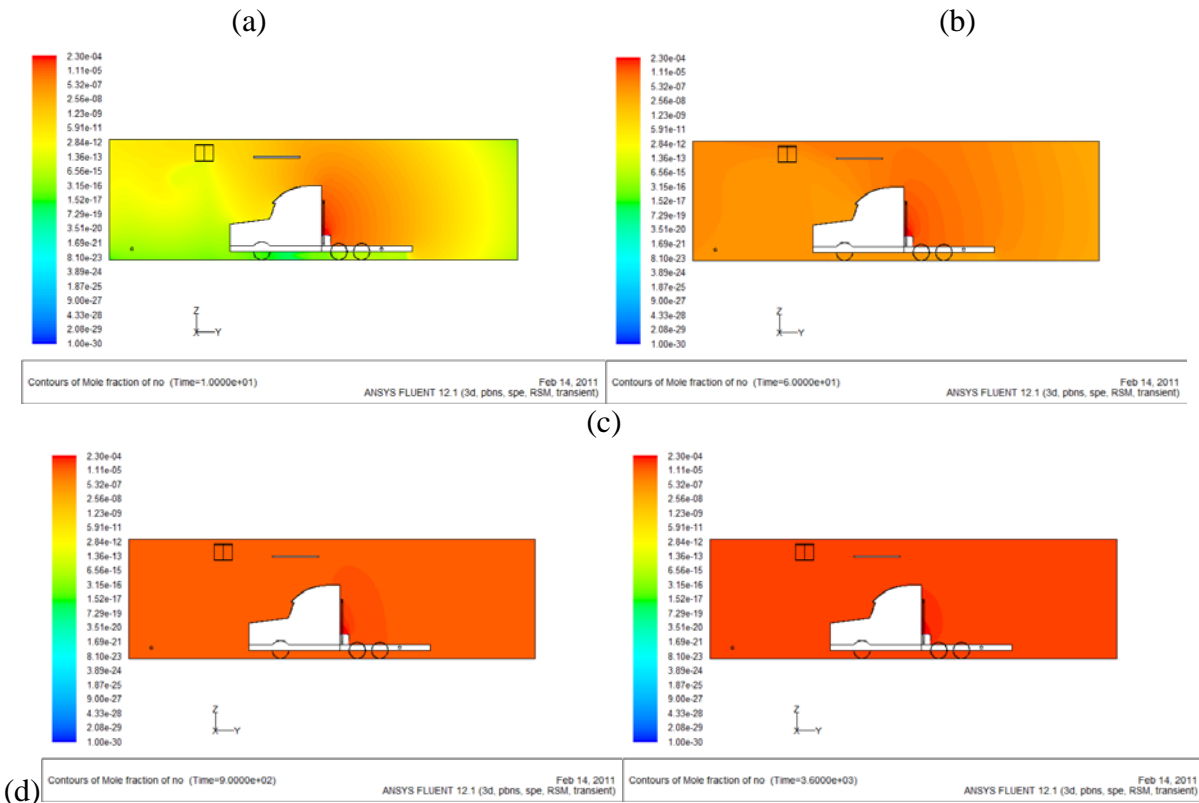 (a)
(b)
2.30e-04
1.11e-05
5.32e-07
2.56e-08
1.23e-09
5.91e-11
2.84e-12
1.36e-13
6.56e-15
3.15e-16
1.52e-17
7.29e-19
3.51e-20
1.69e-21
8.10e-23
3.89e-24
1.87e-25
9.00e-27
4.33e-28
2.08e-29
1.00e-30
Z
X
Y
Contours of Mole fraction of no (Time=1.0000e+01)
Feb 14, 2011
ANSYS FLUENT 12.1 (3d, pbns, spe, RSM, transient)
2.30e-04
1.11e-05
5.32e-07
2.56e-08
1.23e-09
5.91e-11
2.84e-12
1.36e-13
6.56e-15
3.15e-16
1.52e-17
7.29e-19
3.51e-20
1.69e-21
8.10e-23
3.89e-24
1.87e-25
9.00e-27
4.33e-28
2.08e-29
1.00e-30
Z
X
Y
Contours of Mole fraction of no (Time=6.0000e+01)
Feb 14, 2011
ANSYS FLUENT 12.1 (3d, pbns, spe, RSM, transient)
(c)
2.30e-04
1.11e-05
5.32e-07
2.56e-08
1.23e-09
5.91e-11
2.84e-12
1.36e-13
6.56e-15
3.15e-16
1.52e-17
7.29e-19
3.51e-20
1.69e-21
8.10e-23
3.89e-24
1.87e-25
9.00e-27
4.33e-28
2.08e-29
1.00e-30
Z
X
Y
(d)
Contours of Mole fraction of no (Time=9.0000e+02)
Feb 14, 2011
ANSYS FLUENT 12.1 (3d, pbns, spe, RSM, transient)
2.30e-04
1.11e-05
5.32e-07
2.56e-08
1.23e-09
5.91e-11
2.84e-12
1.36e-13
6.56e-15
3.15e-16
1.52e-17
7.29e-19
3.51e-20
1.69e-21
8.10e-23
3.89e-24
1.87e-25
9.00e-27
4.33e-28
2.08e-29
1.00e-30
Z
X
Y
Contours of Mole fraction of no (Time=3.6000e+03)
Feb 14, 2011
ANSYS FLUENT 12.1 (3d, pbns, spe, RSM, transient)